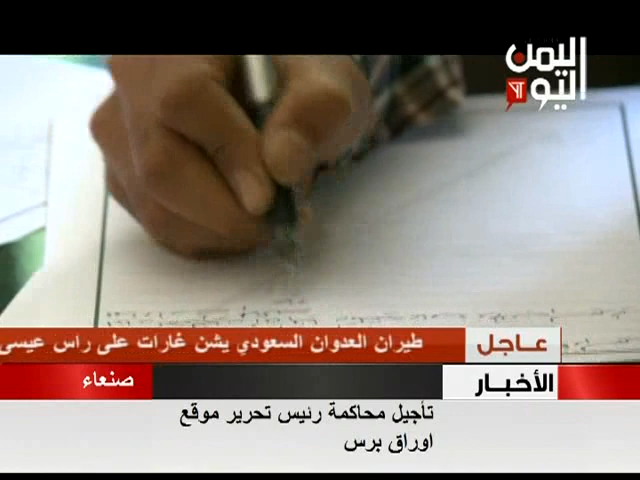 اليمن
اليوم
عاجل
طيران العدوان السعودي يشن غارات على راس عيسى
الأخبار
صنعاء
تأجيل محاكمة رئيس تحرير موقع
اوراق برس